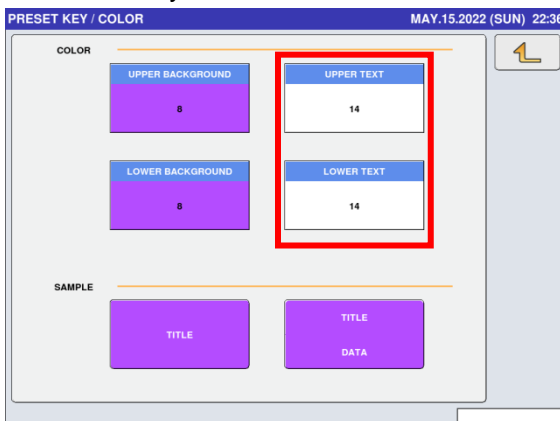 PRESET KEY / COLOR MAY.15.2022 (SUN) 22:36
COLOR
UPPER BACKGROUND UPPER TEXT
8 14
LOWER BACKGROUND LOWER TEXT
8 14
SAMPLE
TITLE
TITLE
DATA